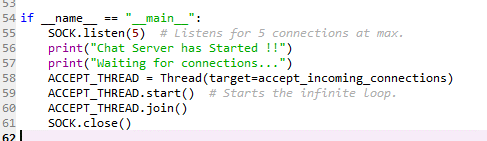 53
54 if __name__ == "__main__":
55 SOCK.listen(5)  # Listens for 5 connections at max.
56 print("Chat Server has Started !!")
57 print("Waiting for connections...")
58 ACCEPT_THREAD = Thread(target=accept_incoming_connections)
59 ACCEPT_THREAD.start()  # Starts the infinite loop.
60 ACCEPT_THREAD.join()
61 SOCK.close()
62